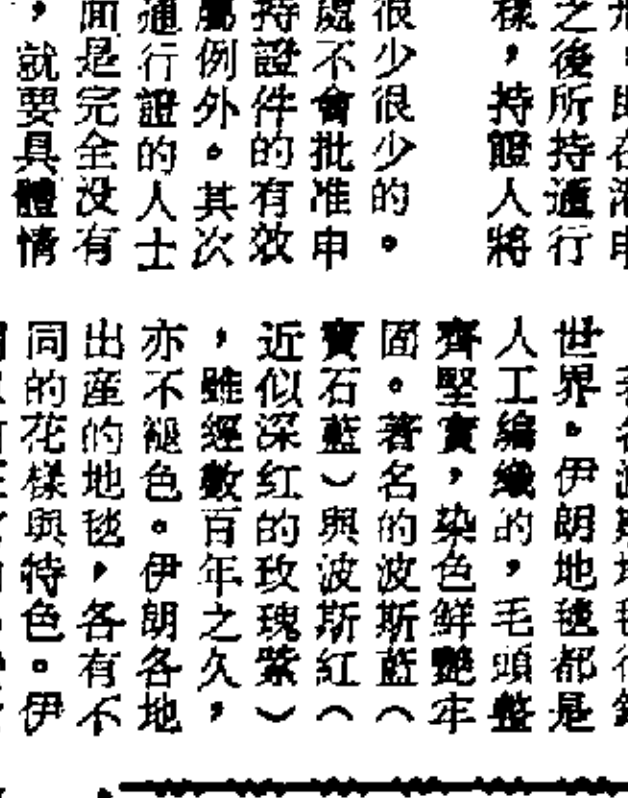 之後所持通行
樣，持證人將
很少很少的。
處不會批准申
持證件的有效
屬例外。其次
通行證的人士
面是完全没有
，就要具體情
世界。伊朗地毯都是
人工編織的，毛頭整
齊堅實，染色鮮艷牢
固。著名的波斯藍（
寶石藍）與波斯紅（
近似深紅的玫瑰紫）
，雖經數百年之久，
亦不褪色。伊朗各地
出産的地毯，各有不
同的花樣與特色。伊